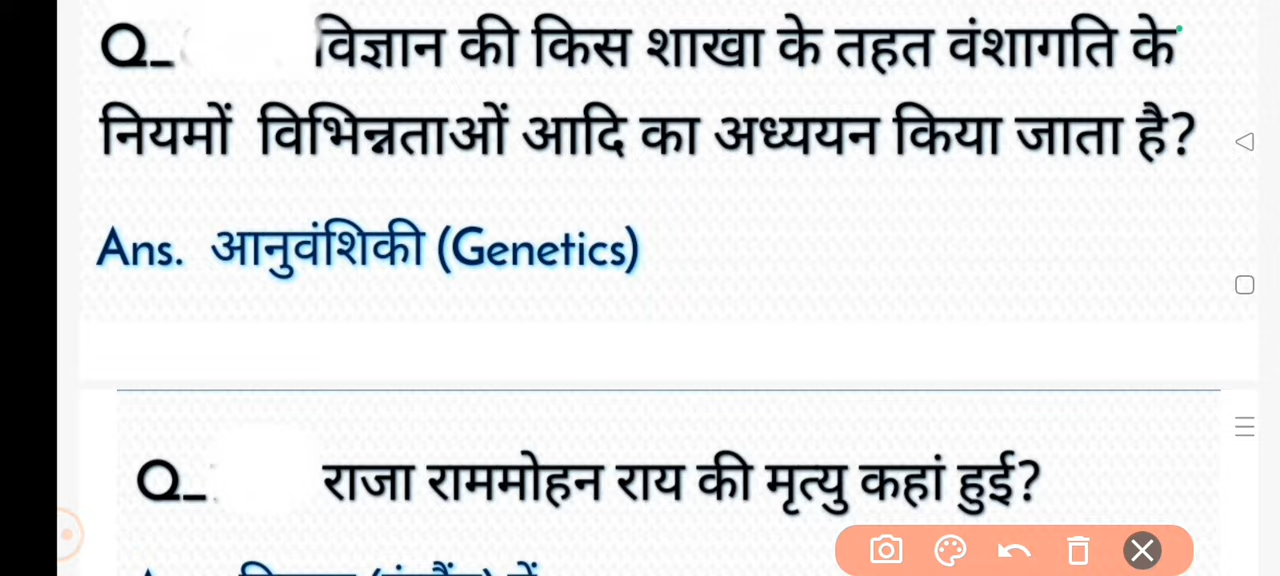 Q_ विज्ञान की किस शाखा के तहत वंशागति के
नियमों विभिन्नताओं आदि का अध्ययन किया जाता है?
Ans. आनुवंशिकी (Genetics)
Q_ राजा राममोहन राय की मृत्यु कहां हुई?